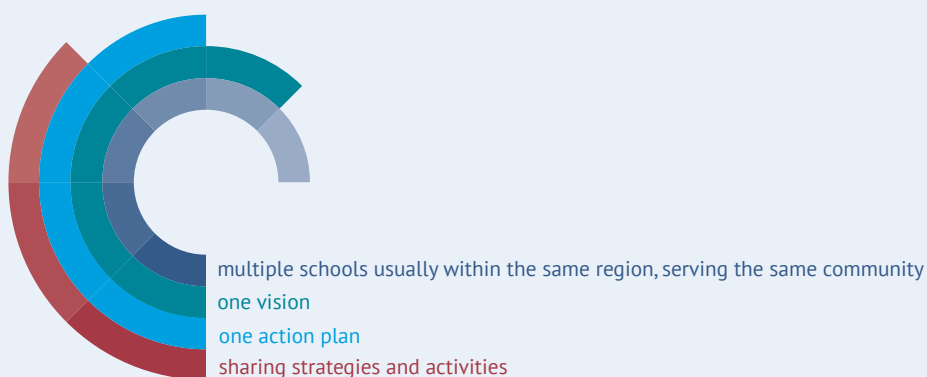 multiple schools usually within the same region, serving the same community
one vision
one action plan
sharing strategies and activities